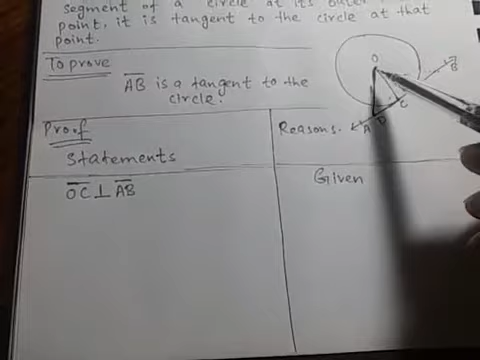 segment of a circle at its outer
point, it is tangent to the circle at that
point.
To prove
AB is a tangent to the
circle.
O
B
C
A
D
Proof
Reasons.
Statements
OC ⊥ AB
Given